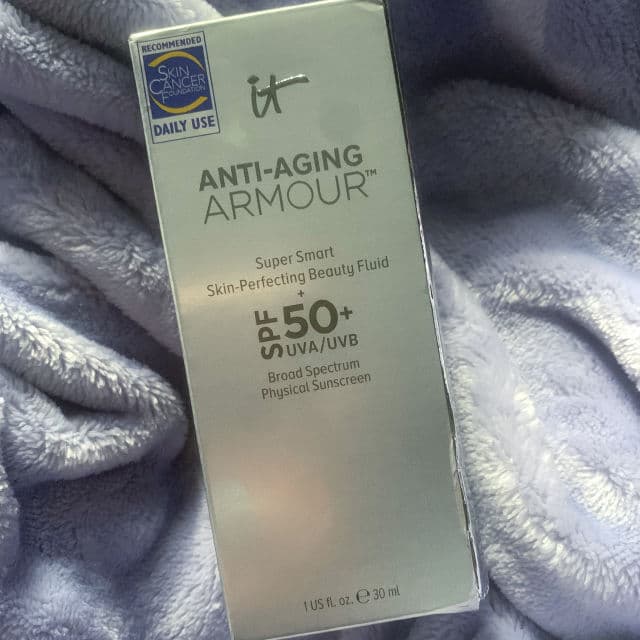 RECOMMENDED
SKIN
CANCER
FOUNDATION
DAILY USE
it
ANTI-AGING
ARMOUR™
Super Smart
Skin-Perfecting Beauty Fluid
+
SPF 50+
UVA/UVB
Broad Spectrum
Physical Sunscreen
1 US fl. oz. ℮ 30 ml